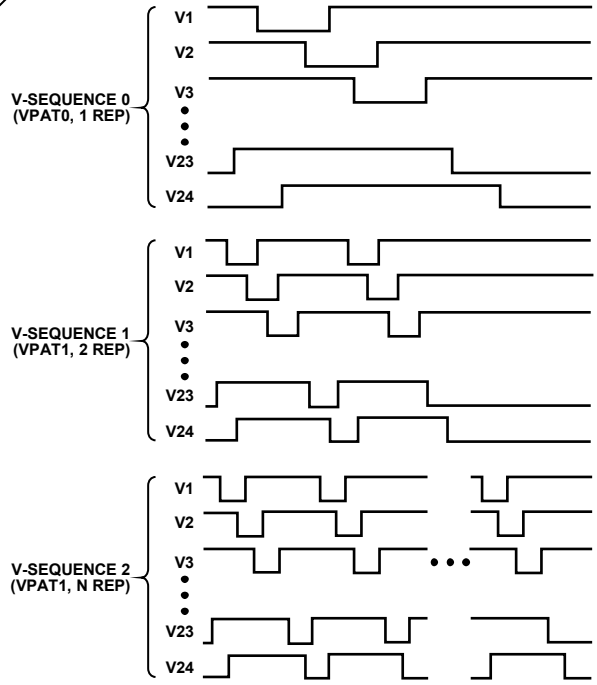 V1
V2
V-SEQUENCE 0
(VPAT0, 1 REP)
V3
V23
V24
V1
V2
V-SEQUENCE 1
(VPAT1, 2 REP)
V3
V23
V24
V1
V2
V-SEQUENCE 2
(VPAT1, N REP)
V3
V23
V24